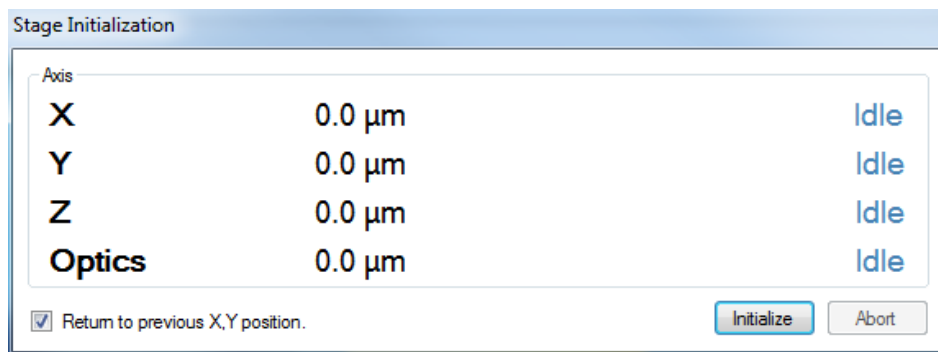 Stage Initialization
Axis
X 0.0 µm Idle
Y 0.0 µm Idle
Z 0.0 µm Idle
Optics 0.0 µm Idle
Return to previous X,Y position. Initialize Abort